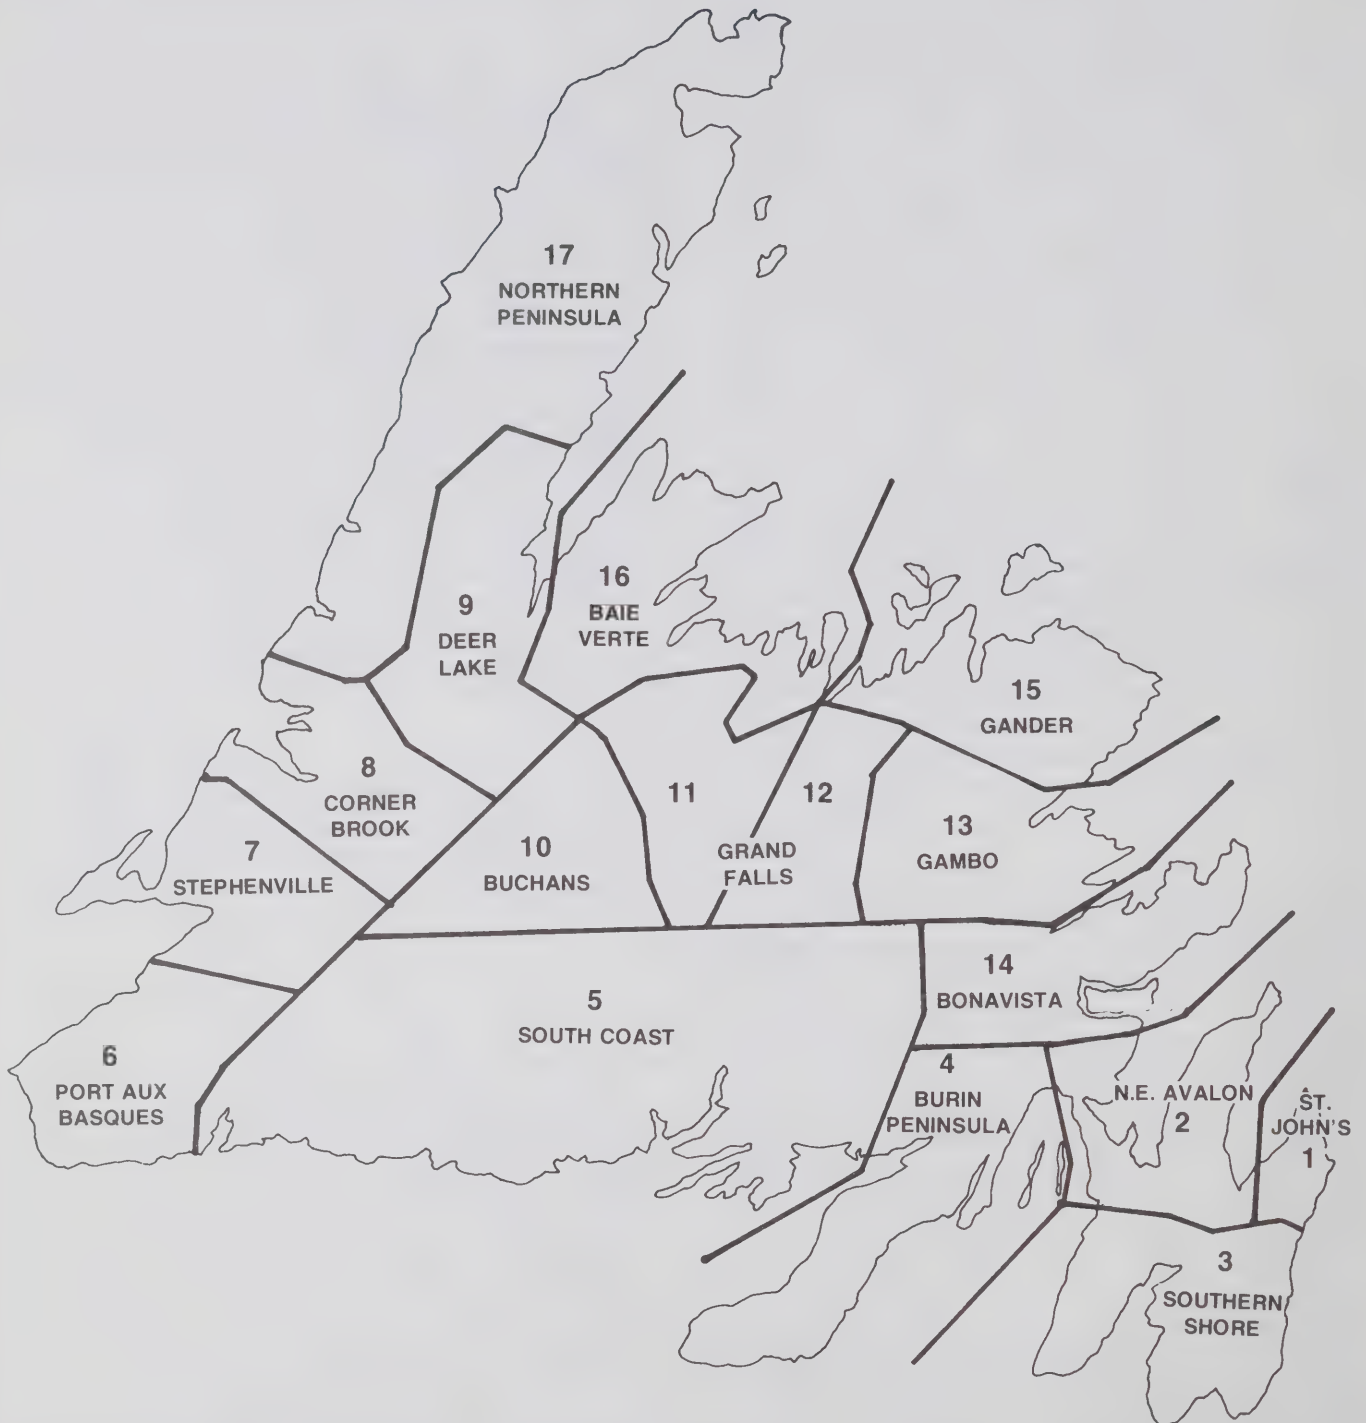 17
NORTHERN
PENINSULA
16
BAIE
VERTE
9
DEER
LAKE
15
GANDER
8
CORNER
BROOK
11
12
GRAND
FALLS
13
GAMBO
7
STEPHENVILLE
10
BUCHANS
14
BONAVISTA
5
SOUTH COAST
6
PORT AUX
BASQUES
4
BURIN
PENINSULA
N.E. AVALON
2
ST.
JOHN'S
1
3
SOUTHERN
SHORE